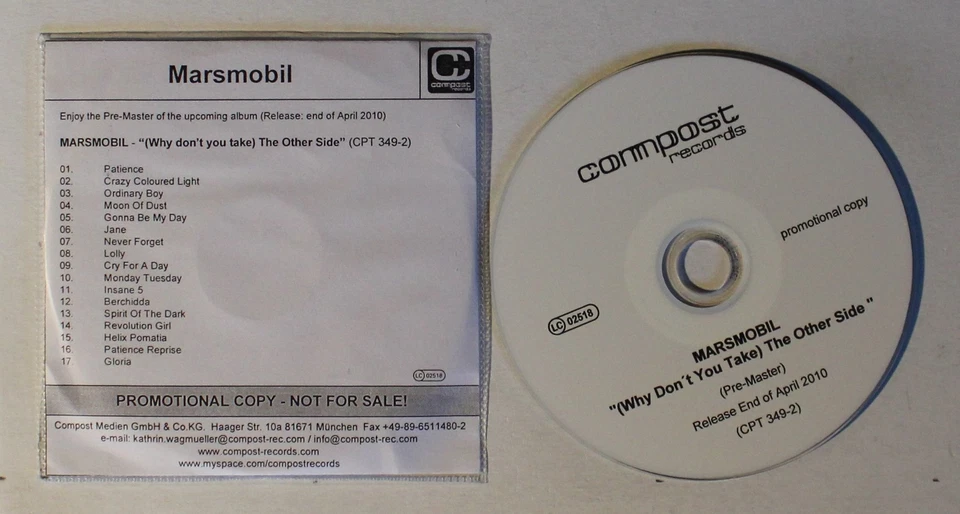 Marsmobil
compost
records
Enjoy the Pre-Master of the upcoming album (Release: end of April 2010)
MARSMOBIL - “(Why don’t you take) The Other Side” (CPT 349-2)
01. Patience
02. Crazy Coloured Light
03. Ordinary Boy
04. Moon Of Dust
05. Gonna Be My Day
06. Jane
07. Never Forget
08. Lolly
09. Cry For A Day
10. Monday Tuesday
11. Insane 5
12. Berchidda
13. Spirit Of The Dark
14. Revolution Girl
15. Helix Pomatia
16. Patience Reprise
17. Gloria
LC 02518
PROMOTIONAL COPY - NOT FOR SALE!
Compost Medien GmbH & Co.KG. Haager Str. 10a 81671 München Fax +49-89-6511480-2
e-mail: kathrin.wagmueller@compost-rec.com / info@compost-rec.com
www.compost-records.com
www.myspace.com/compostrecords
compost
records
promotional copy
LC 02518
MARSMOBIL
"(Why Don´t You Take) The Other Side "
(Pre-Master)
Release End of April 2010
(CPT 349-2)